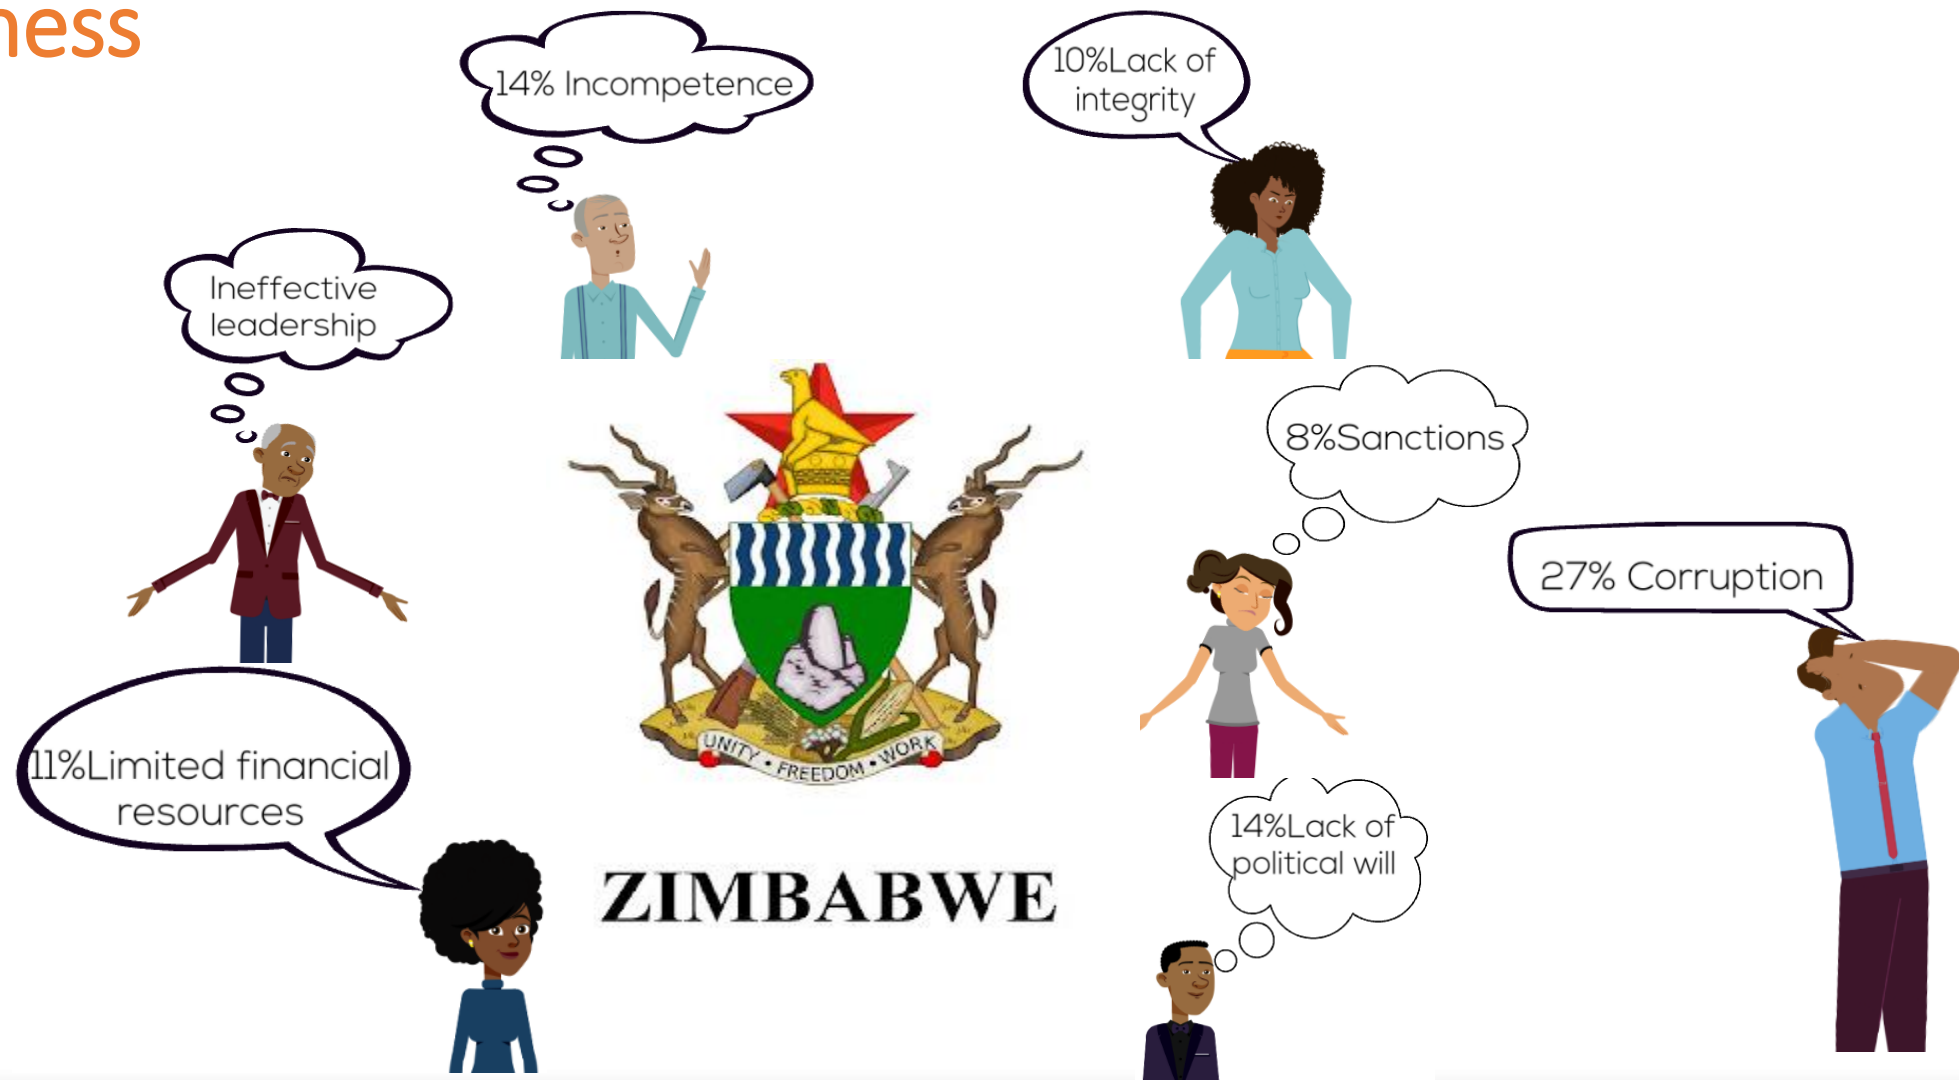 ness
14% Incompetence
10%Lack of
integrity
Ineffective
leadership
8%Sanctions
27% Corruption
11%Limited financial
resources
UNITY • FREEDOM • WORK
14%Lack of
political will
ZIMBABWE